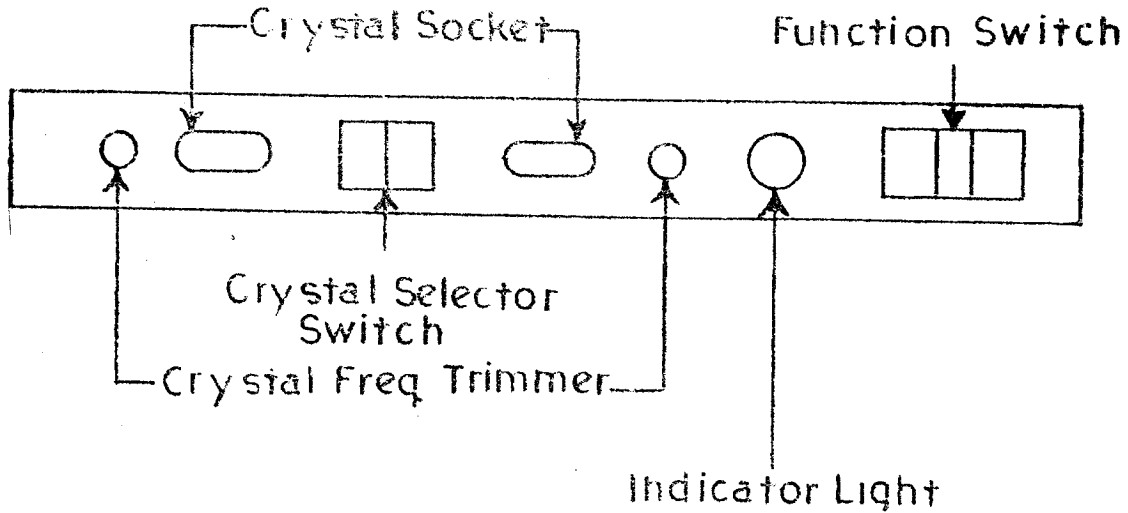 Crystal Socket
Function Switch
Crystal Selector
Switch
Crystal Freq Trimmer
Indicator Light